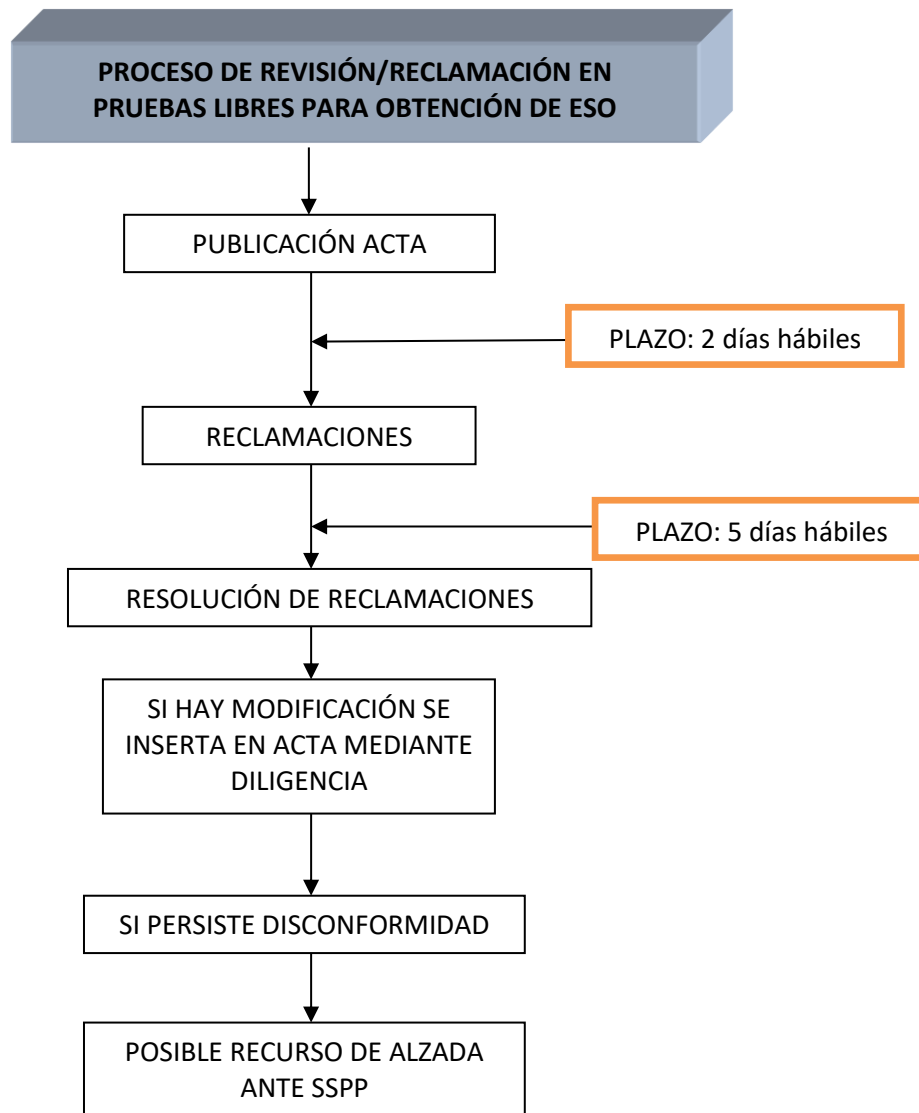 PROCESO DE REVISIÓN/RECLAMACIÓN EN
PRUEBAS LIBRES PARA OBTENCIÓN DE ESO
PUBLICACIÓN ACTA
PLAZO: 2 días hábiles
RECLAMACIONES
PLAZO: 5 días hábiles
RESOLUCIÓN DE RECLAMACIONES
SI HAY MODIFICACIÓN SE
INSERTA EN ACTA MEDIANTE
DILIGENCIA
SI PERSISTE DISCONFORMIDAD
POSIBLE RECURSO DE ALZADA
ANTE SSPP